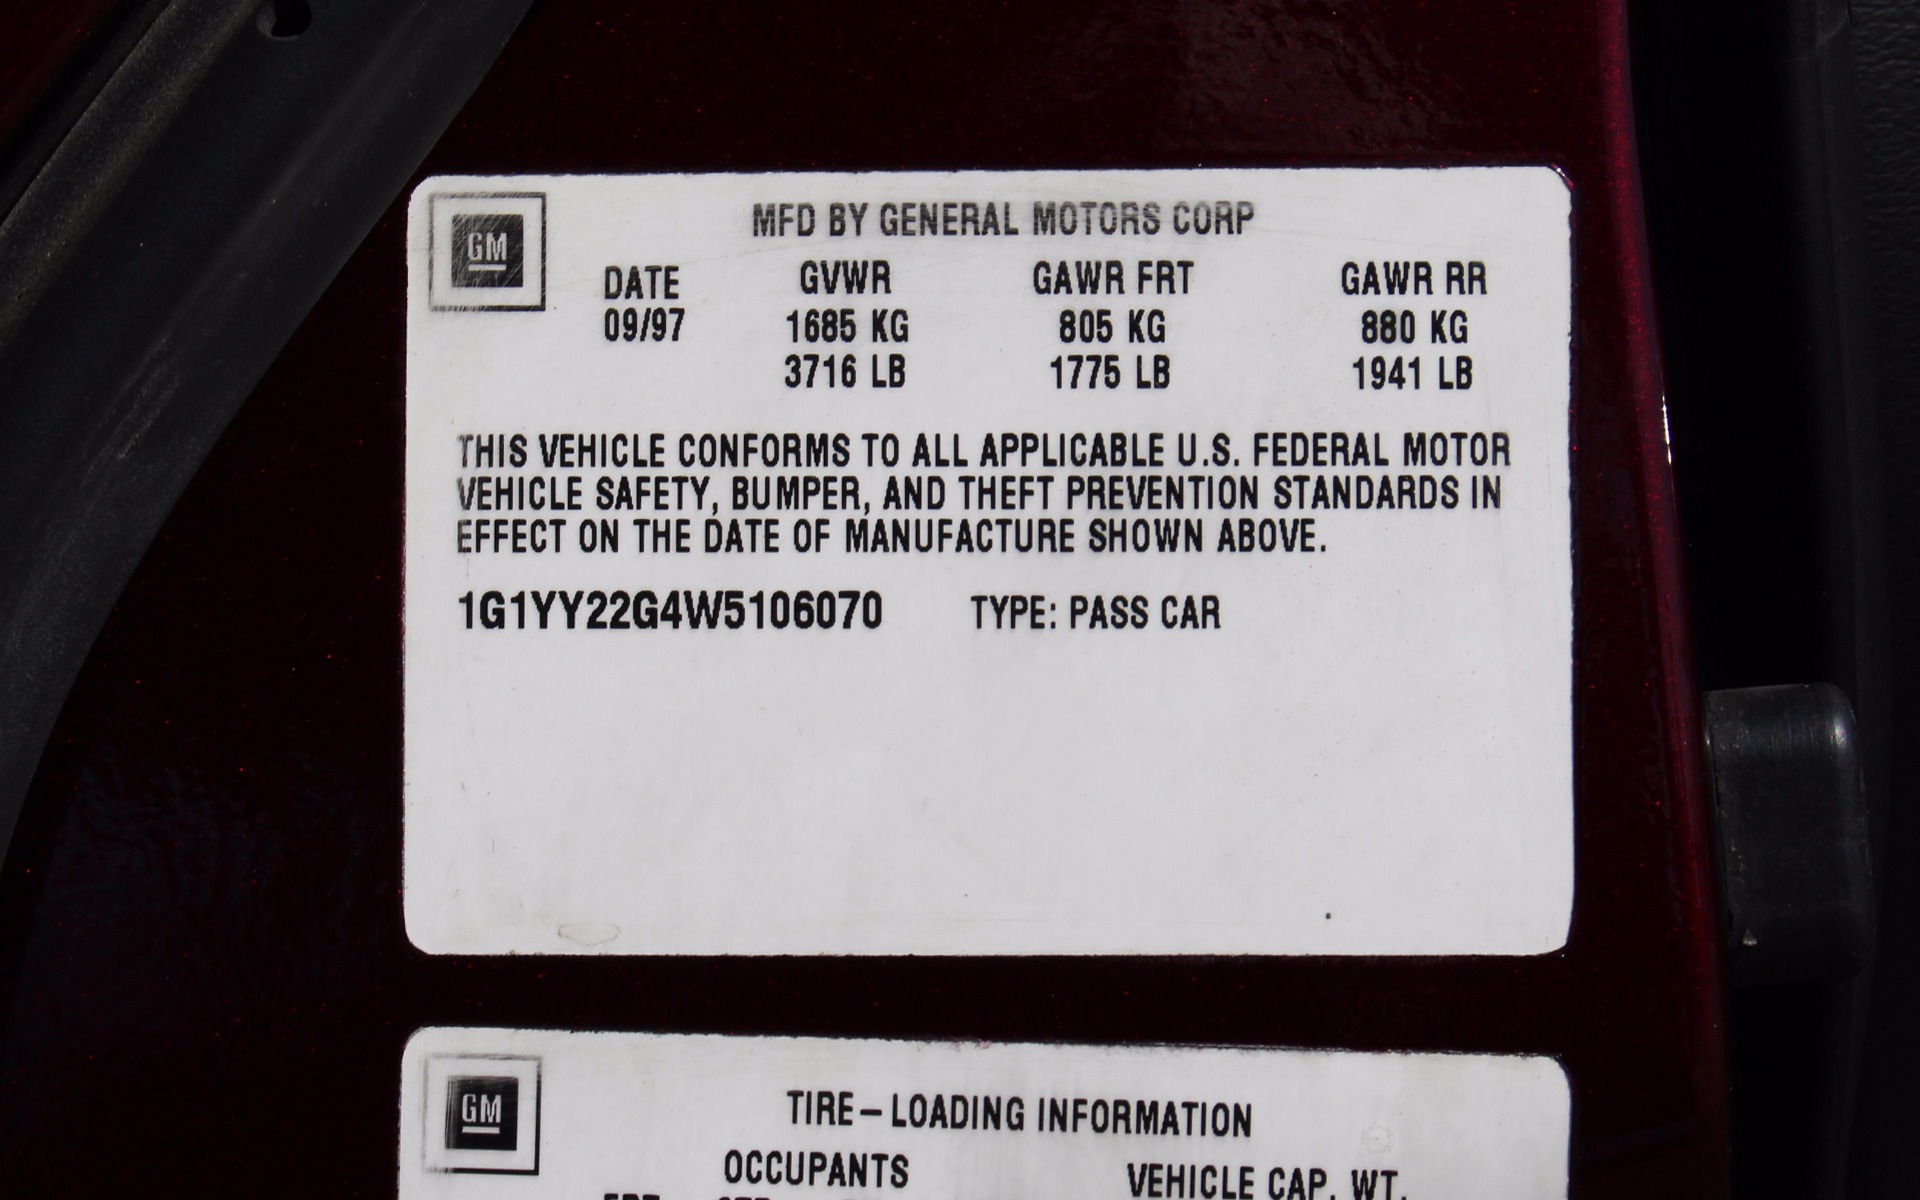 GM
MFD BY GENERAL MOTORS CORP
DATE GVWR GAWR FRT GAWR RR
09/97 1685 KG 805 KG 880 KG
3716 LB 1775 LB 1941 LB
THIS VEHICLE CONFORMS TO ALL APPLICABLE U.S. FEDERAL MOTOR
VEHICLE SAFETY, BUMPER, AND THEFT PREVENTION STANDARDS IN
EFFECT ON THE DATE OF MANUFACTURE SHOWN ABOVE.
1G1YY22G4W5106070 TYPE: PASS CAR
GM
TIRE–LOADING INFORMATION
OCCUPANTS VEHICLE CAP. WT.